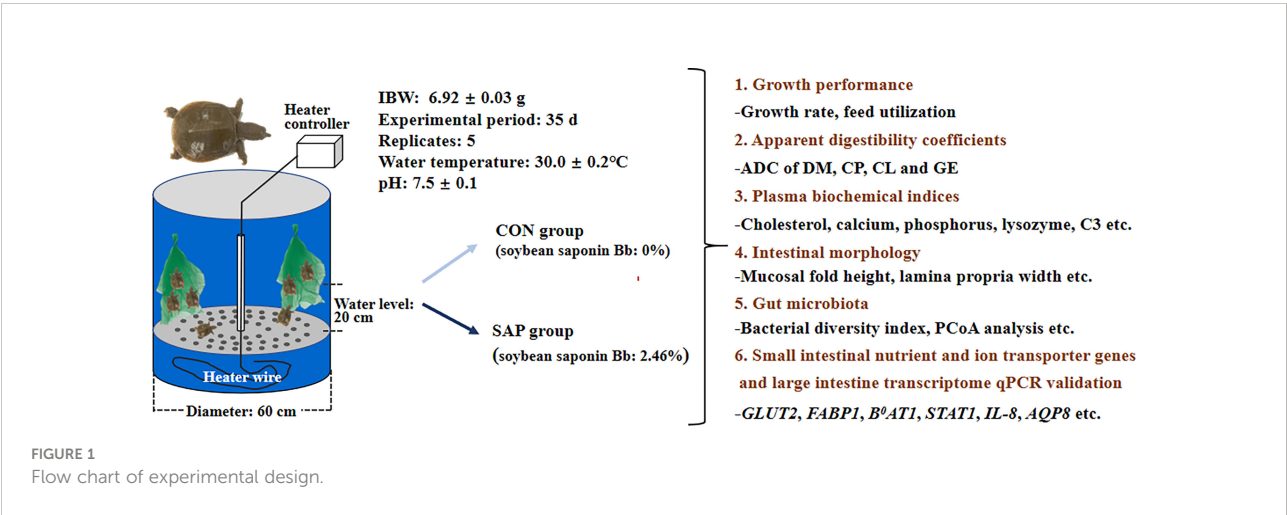 Heater
controller
IBW: 6.92 ± 0.03 g
Experimental period: 35 d
Replicates: 5
Water temperature: 30.0 ± 0.2℃
pH: 7.5 ± 0.1
CON group
(soybean saponin Bb: 0%)
Water level:
20 cm
SAP group
(soybean saponin Bb: 2.46%)
Heater wire
Diameter: 60 cm
1. Growth performance
-Growth rate, feed utilization
2. Apparent digestibility coefficients
-ADC of DM, CP, CL and GE
3. Plasma biochemical indices
-Cholesterol, calcium, phosphorus, lysozyme, C3 etc.
4. Intestinal morphology
-Mucosal fold height, lamina propria width etc.
5. Gut microbiota
-Bacterial diversity index, PCoA analysis etc.
6. Small intestinal nutrient and ion transporter genes
and large intestine transcriptome qPCR validation
-GLUT2, FABP1, B⁰AT1, STAT1, IL-8, AQP8 etc.
FIGURE 1
Flow chart of experimental design.